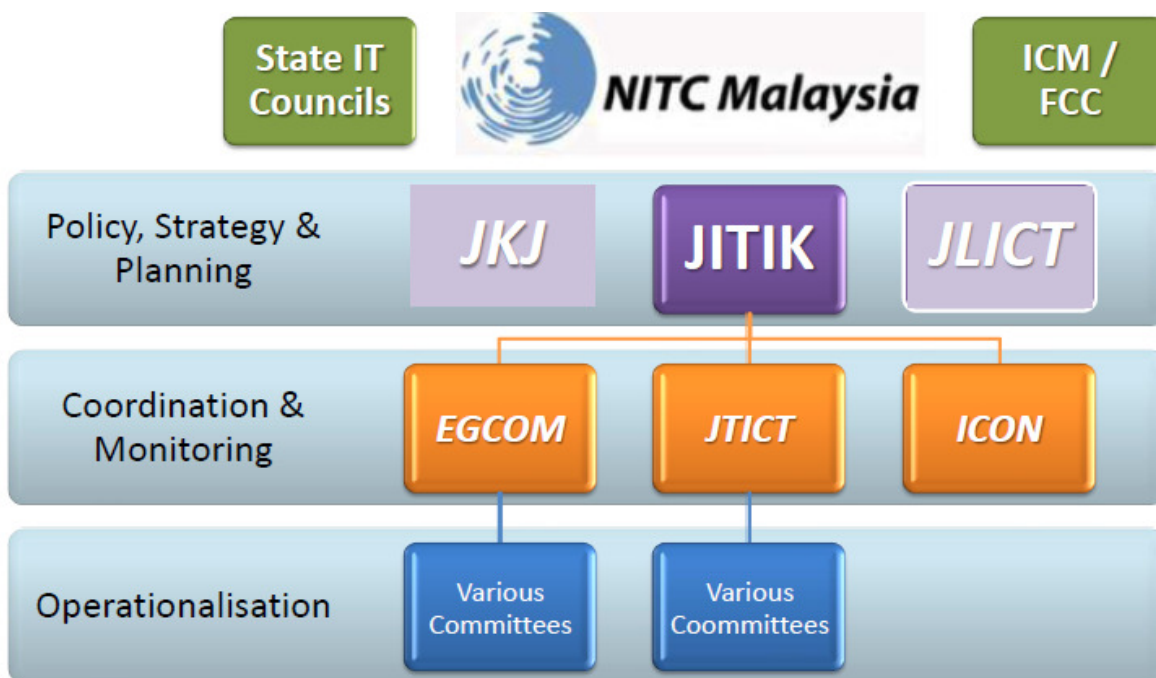 State IT
Councils
NITC Malaysia
ICM /
FCC
Policy, Strategy &
Planning
JKJ
JITIK
JLICT
Coordination &
Monitoring
EGCOM
JTICT
ICON
Operationalisation
Various
Committees
Various
Coommittees